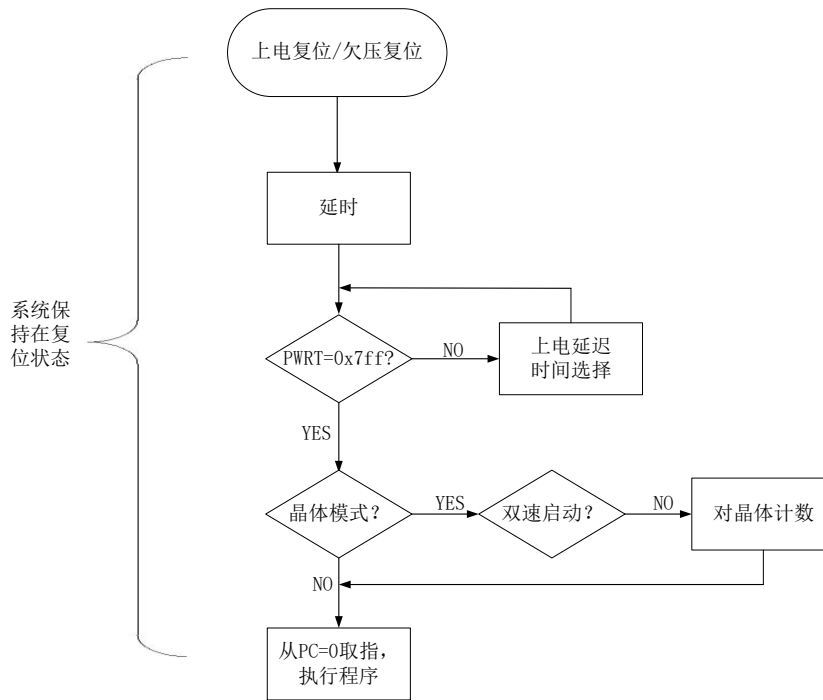 上电复位/欠压复位
延时
系统保
持在复
位状态
PWRT=0x7ff?
NO
上电延迟
时间选择
YES
晶体模式?
YES
双速启动?
NO
对晶体计数
NO
从PC=0取指,
执行程序